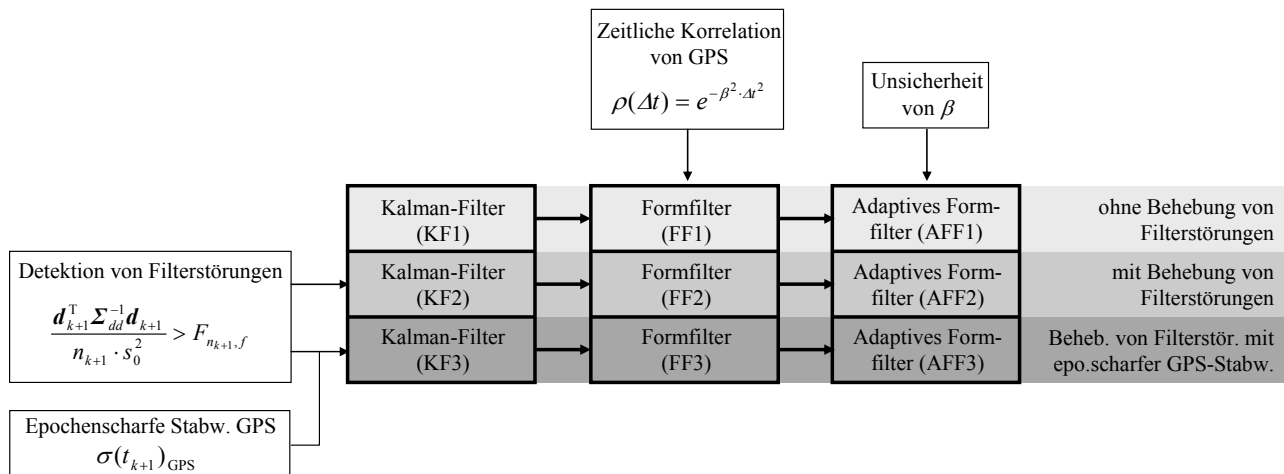 Zeitliche Korrelation
von GPS
ρ(Δt) = e^{−β²·Δt²}
Unsicherheit
von β
Kalman-Filter
(KF1)
Formfilter
(FF1)
Adaptives Form-
filter (AFF1)
ohne Behebung von
Filterstörungen
Detektion von Filterstörungen
d_{k+1}^T Σ_{dd}^{−1} d_{k+1}
n_{k+1} · s_0^2
> F_{n_{k+1}, f}
Kalman-Filter
(KF2)
Formfilter
(FF2)
Adaptives Form-
filter (AFF2)
mit Behebung von
Filterstörungen
Kalman-Filter
(KF3)
Formfilter
(FF3)
Adaptives Form-
filter (AFF3)
Beheb. von Filterstör. mit
epo.scharfer GPS-Stabw.
Epochenscharfe Stabw. GPS
σ(t_{k+1})_{GPS}